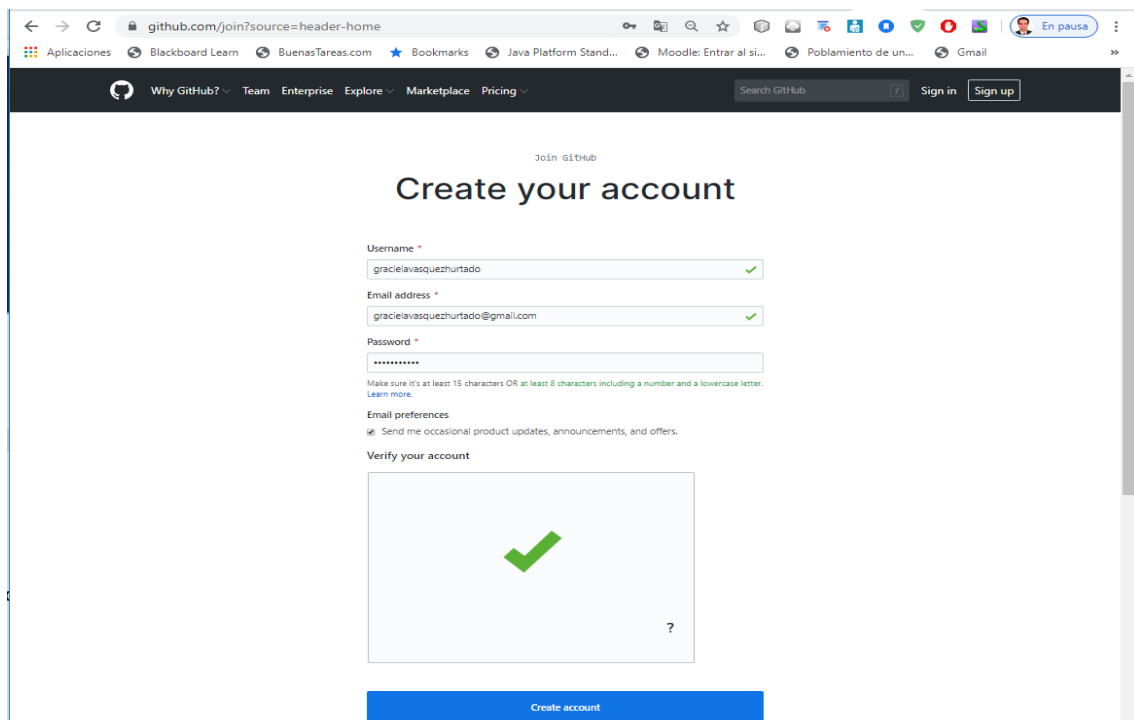 github.com/join?source=header-home
En pausa
Aplicaciones Blackboard Learn BuenasTareas.com Bookmarks Java Platform Stand... Moodle: Entrar al si... Poblamiento de un... Gmail »
Why GitHub? Team Enterprise Explore Marketplace Pricing Search GitHub / Sign in Sign up
Join GitHub
Create your account
Username *
gracielavasquezhurtado
Email address *
gracielavasquezhurtado@gmail.com
Password *
•••••••••••
Make sure it's at least 15 characters OR at least 8 characters including a number and a lowercase letter.
Learn more.
Email preferences
Send me occasional product updates, announcements, and offers.
Verify your account
?
Create account